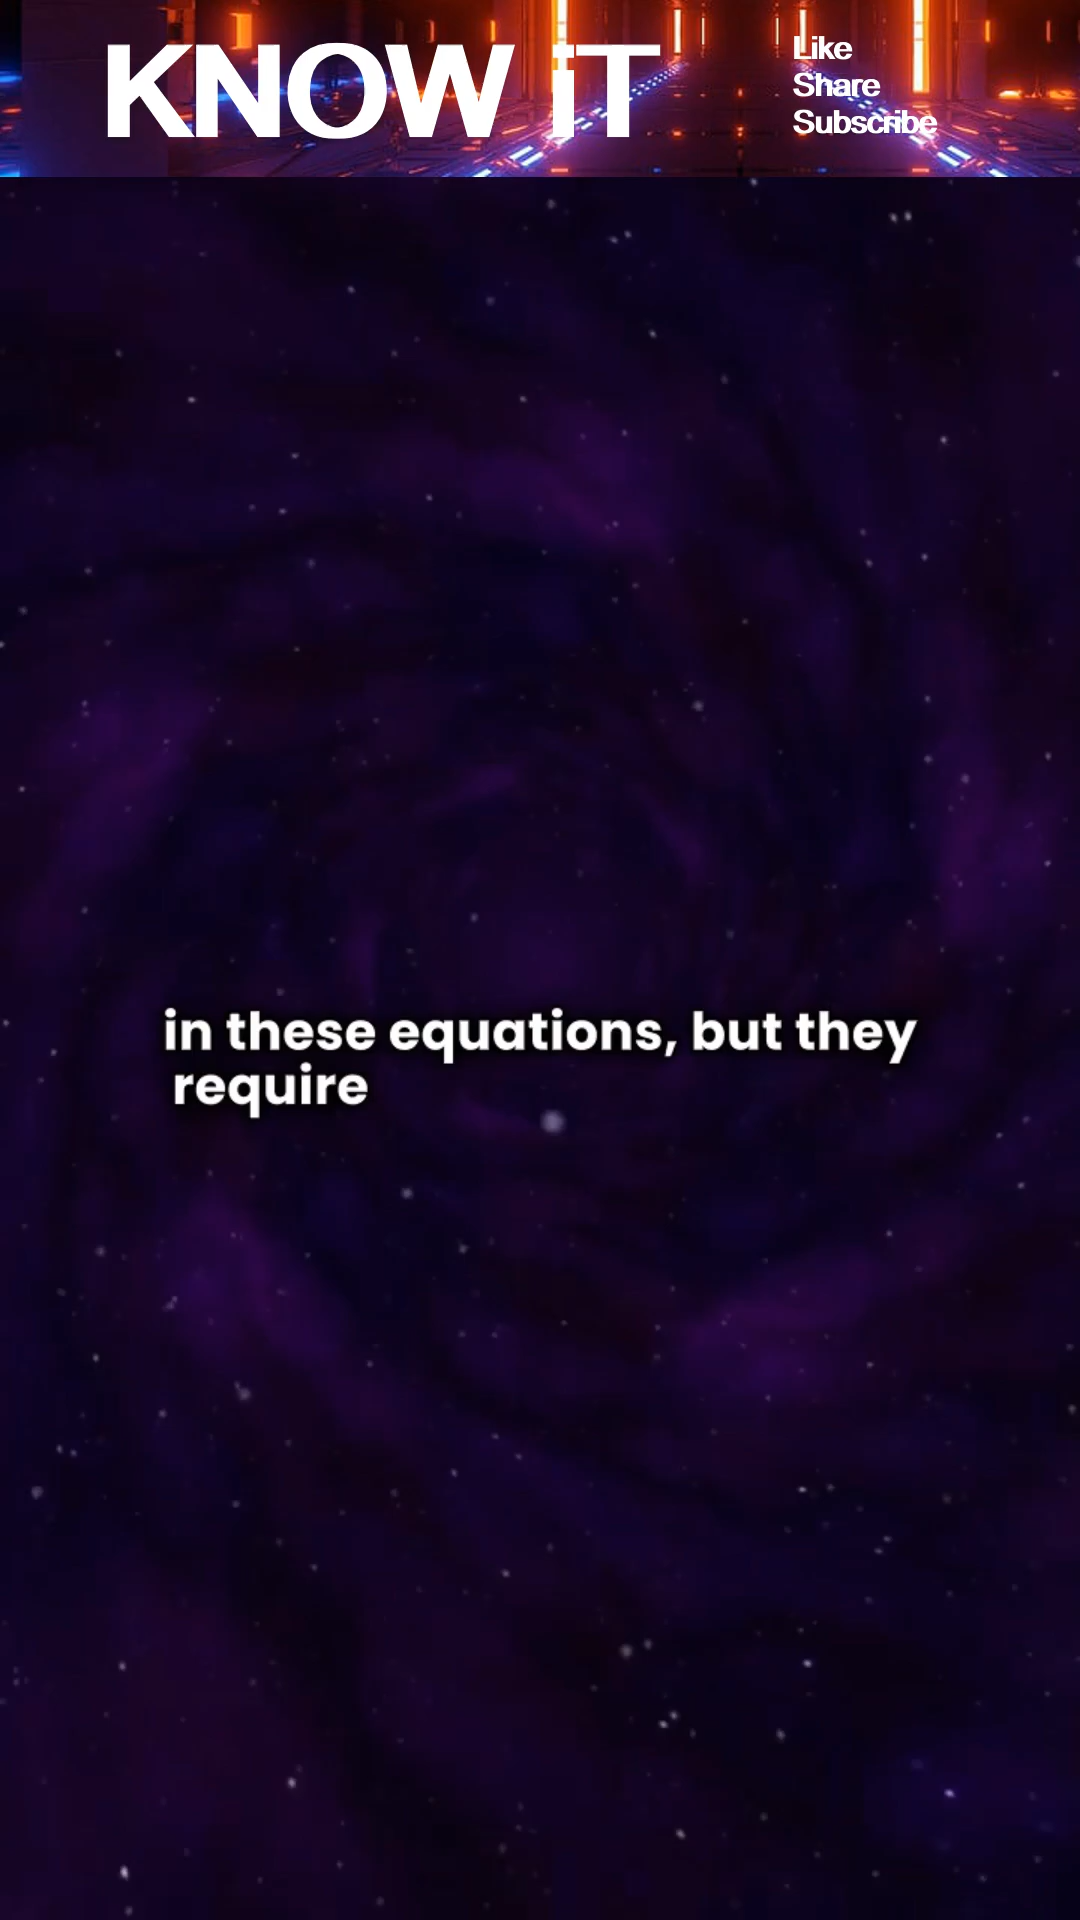 KNOW iT
Like
Share
Subscribe
in these equations, but they
require